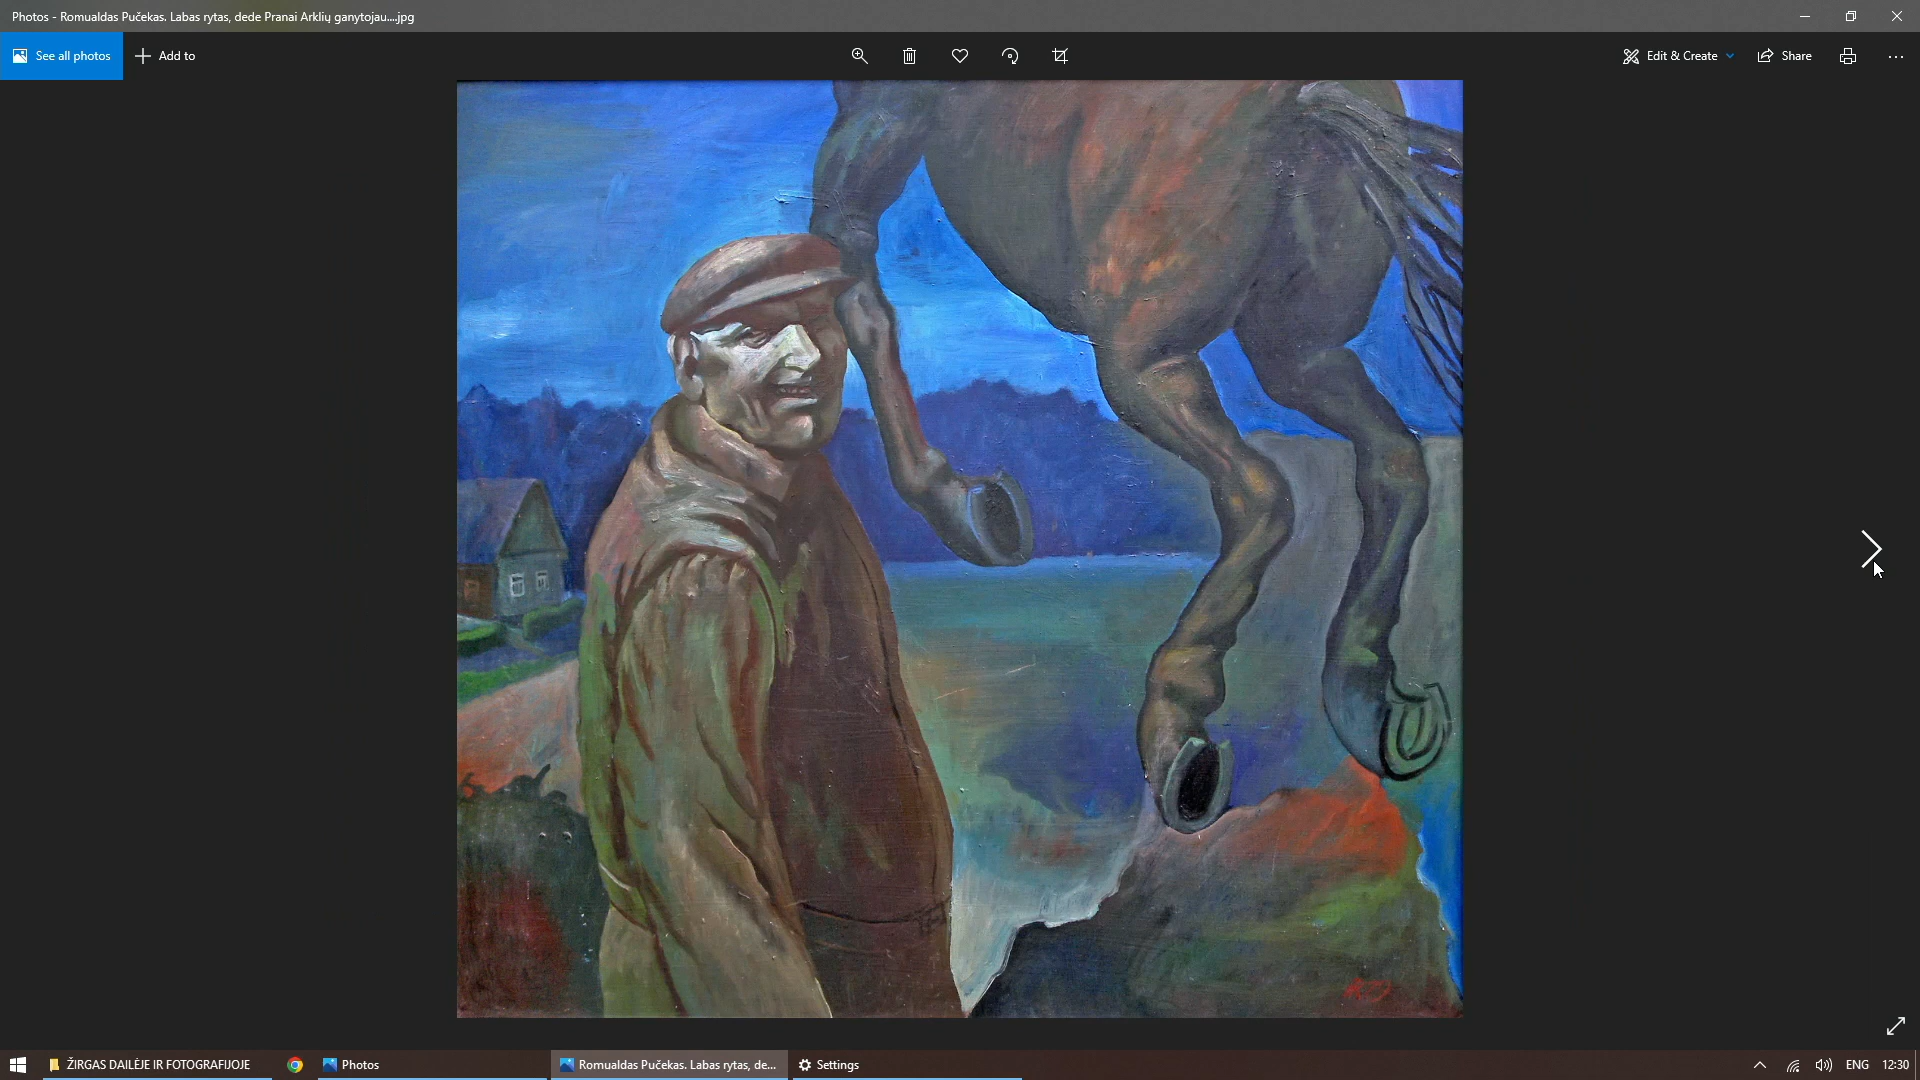 Photos - Romualdas Pučekas. Labas rytas, dede Pranai Arklių ganytojau....jpg
See all photos
Add to
Edit & Create
Share
ŽIRGAS DAILĖJE IR FOTOGRAFIJOJE
Photos
Romualdas Pučekas. Labas rytas, de...
Settings
ENG
12:30